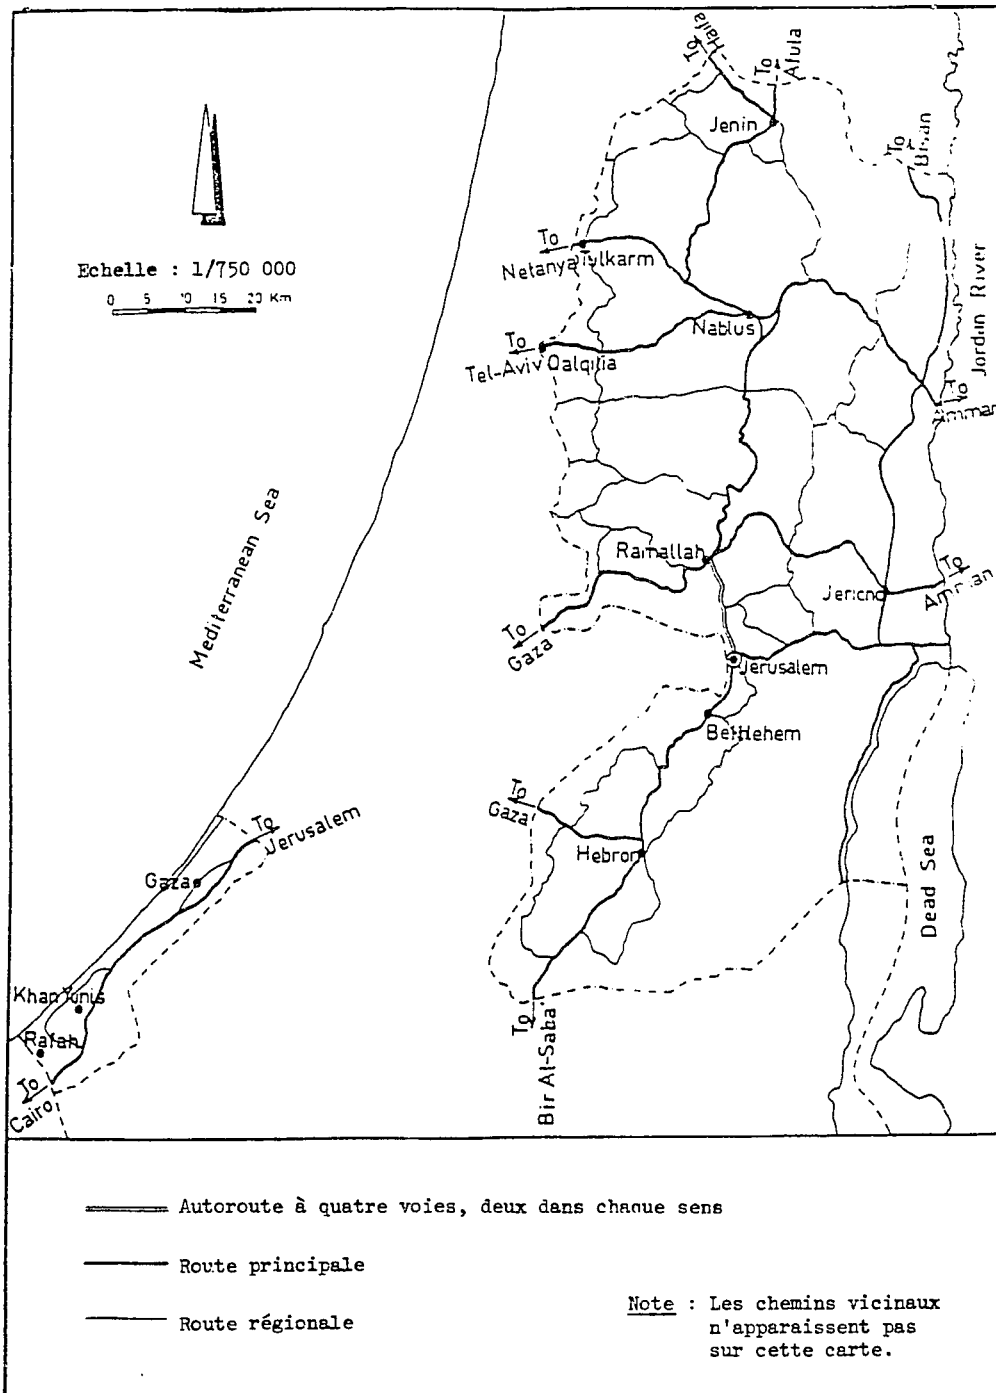 To
Haifa
To
Afula
Jenin
To
Bisan
To
Netanya
Tulkarm
Echelle : 1/750 000
0 5 10 15 20 Km
Nablus
To
Tel-Aviv
Qalqilia
Jordan River
To
Amman
Mediterranean Sea
Ramallah
Jericho
To
Amman
To
Gaza
Jerusalem
Bethlehem
To
Gaza
Hebron
To
Jerusalem
Gaza
Dead Sea
Khan Yunis
Rafah
To
Cairo
To
Bir Al-Saba'
Autoroute à quatre voies, deux dans chaque sens
Route principale
Route régionale
Note : Les chemins vicinaux
n'apparaissent pas
sur cette carte.